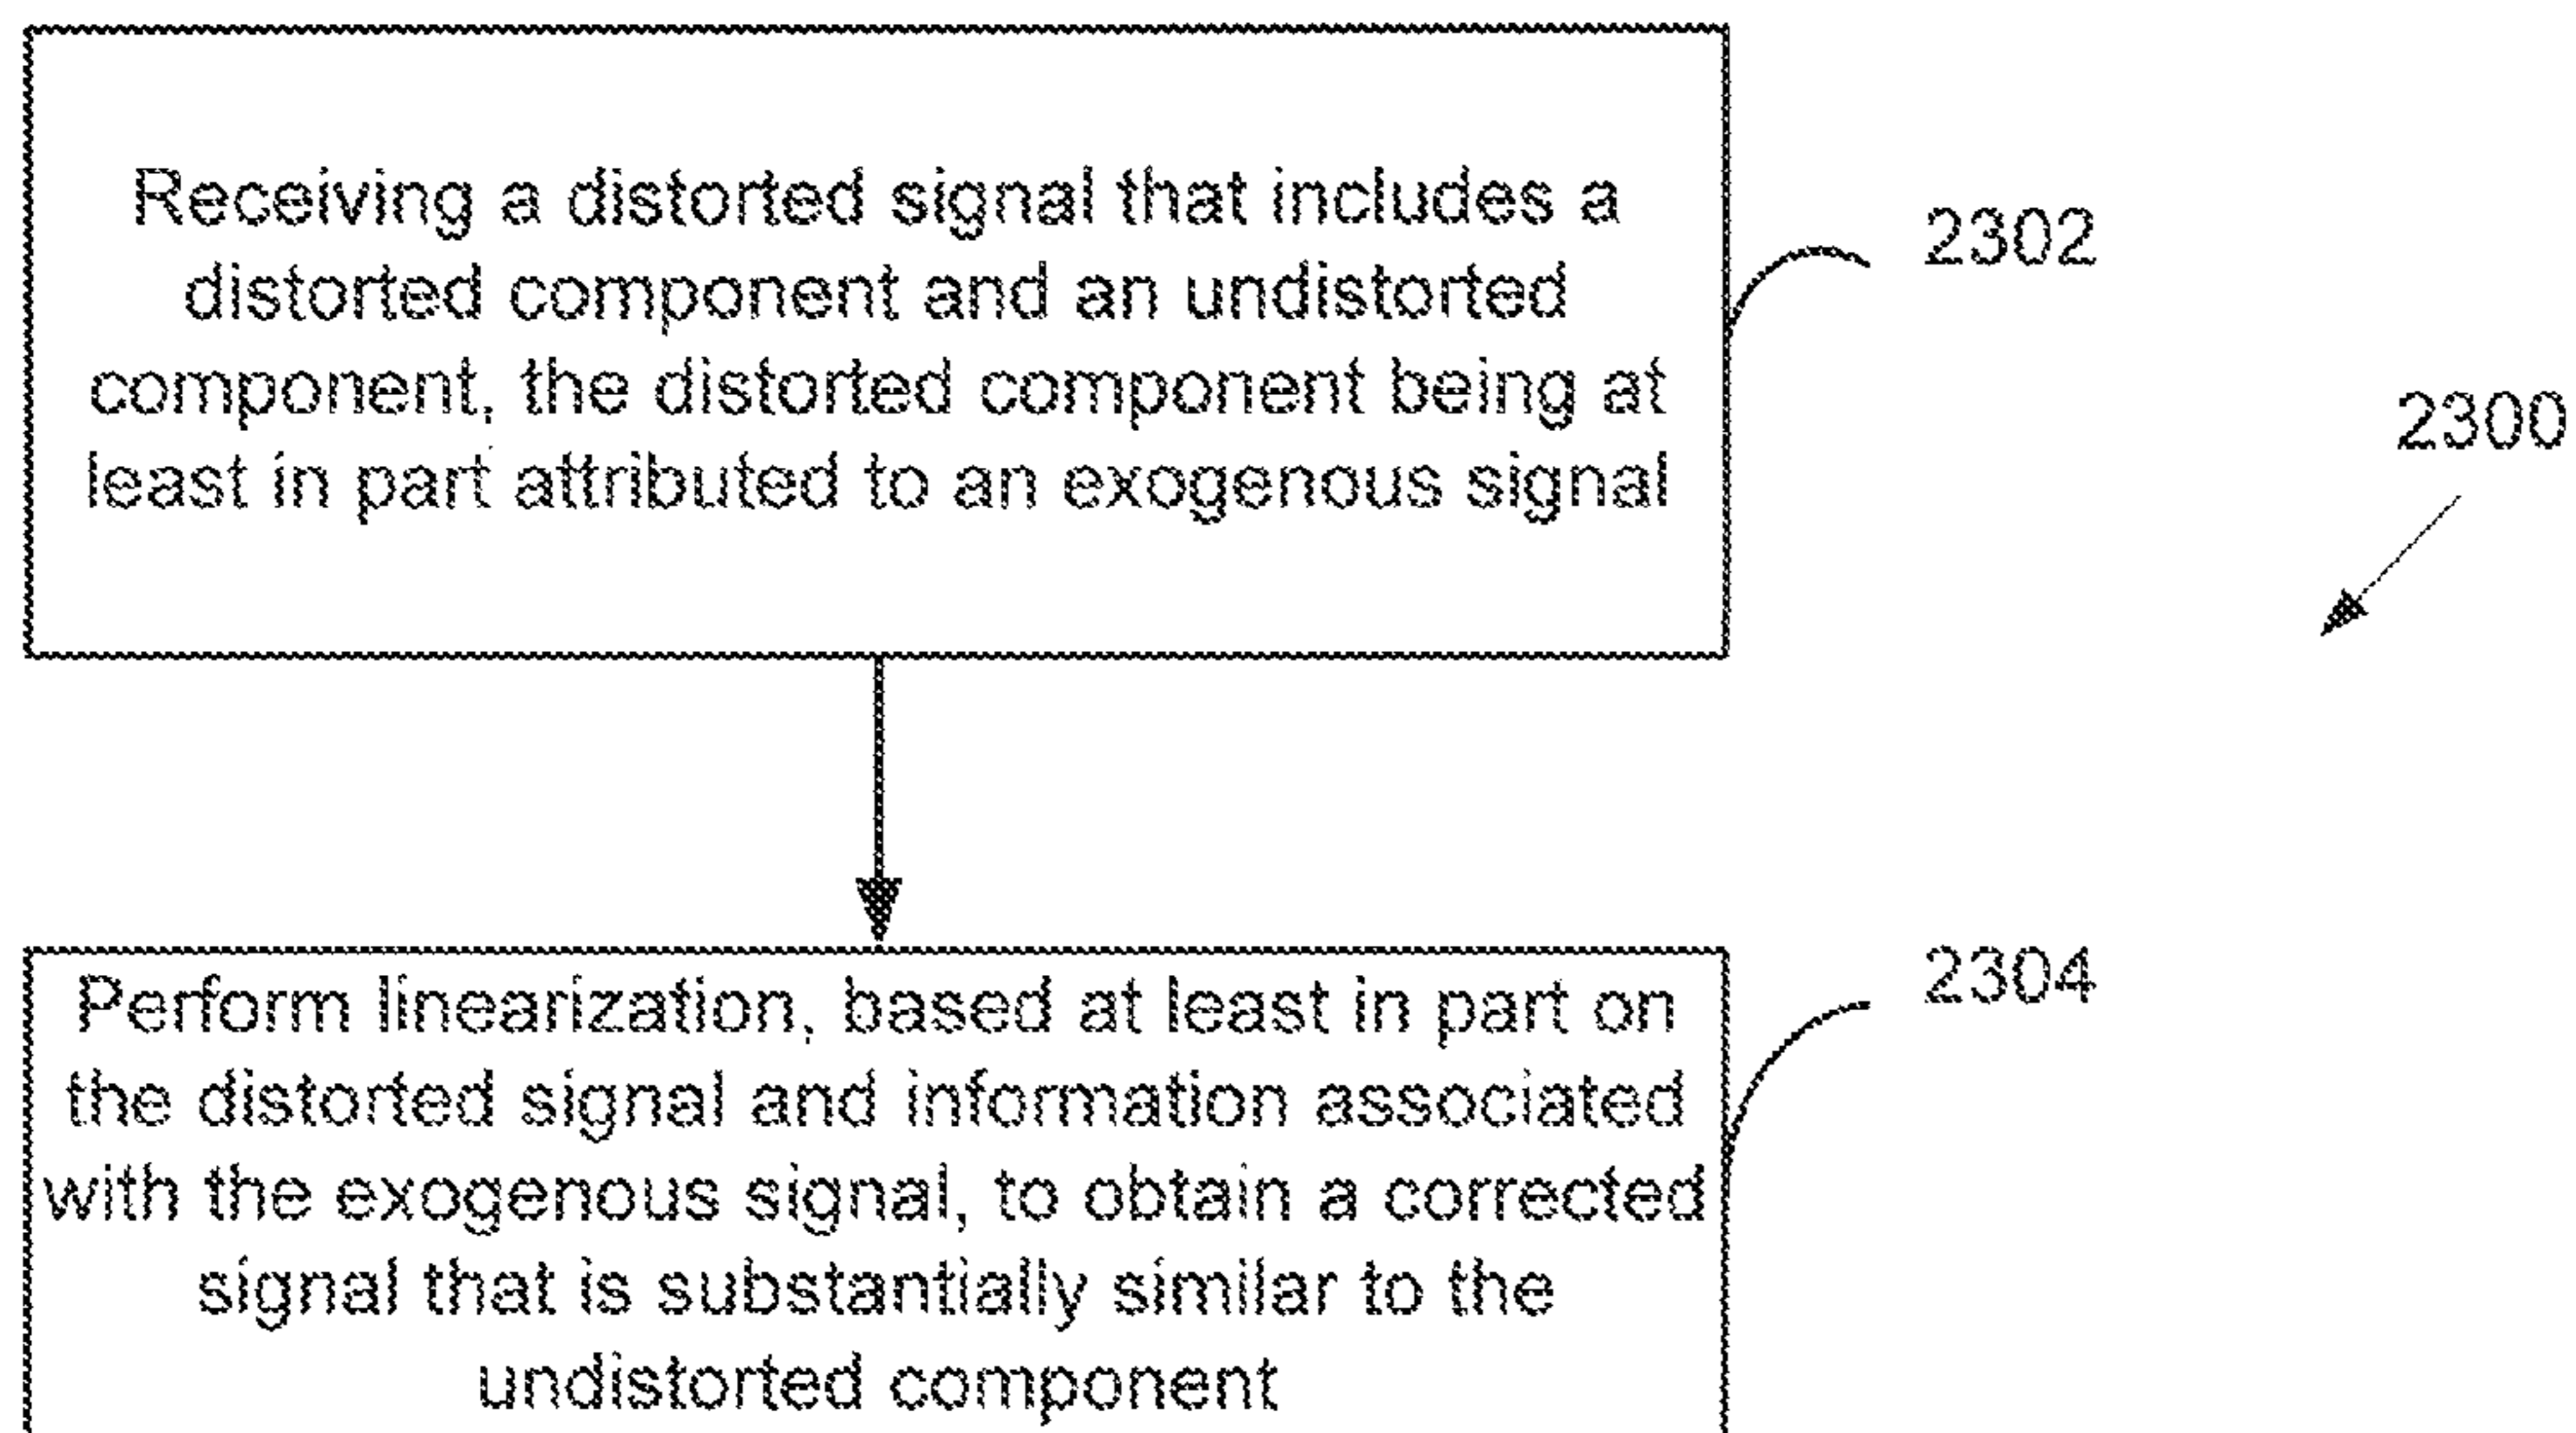 Receiving a distorted signal that includes a
distorted component and an undistorted
component, the distorted component being at
least in part attributed to an exogenous signal
2302
2300
Perform linearization, based at least in part on
the distorted signal and information associated
with the exogenous signal, to obtain a corrected
signal that is substantially similar to the
undistorted component
2304